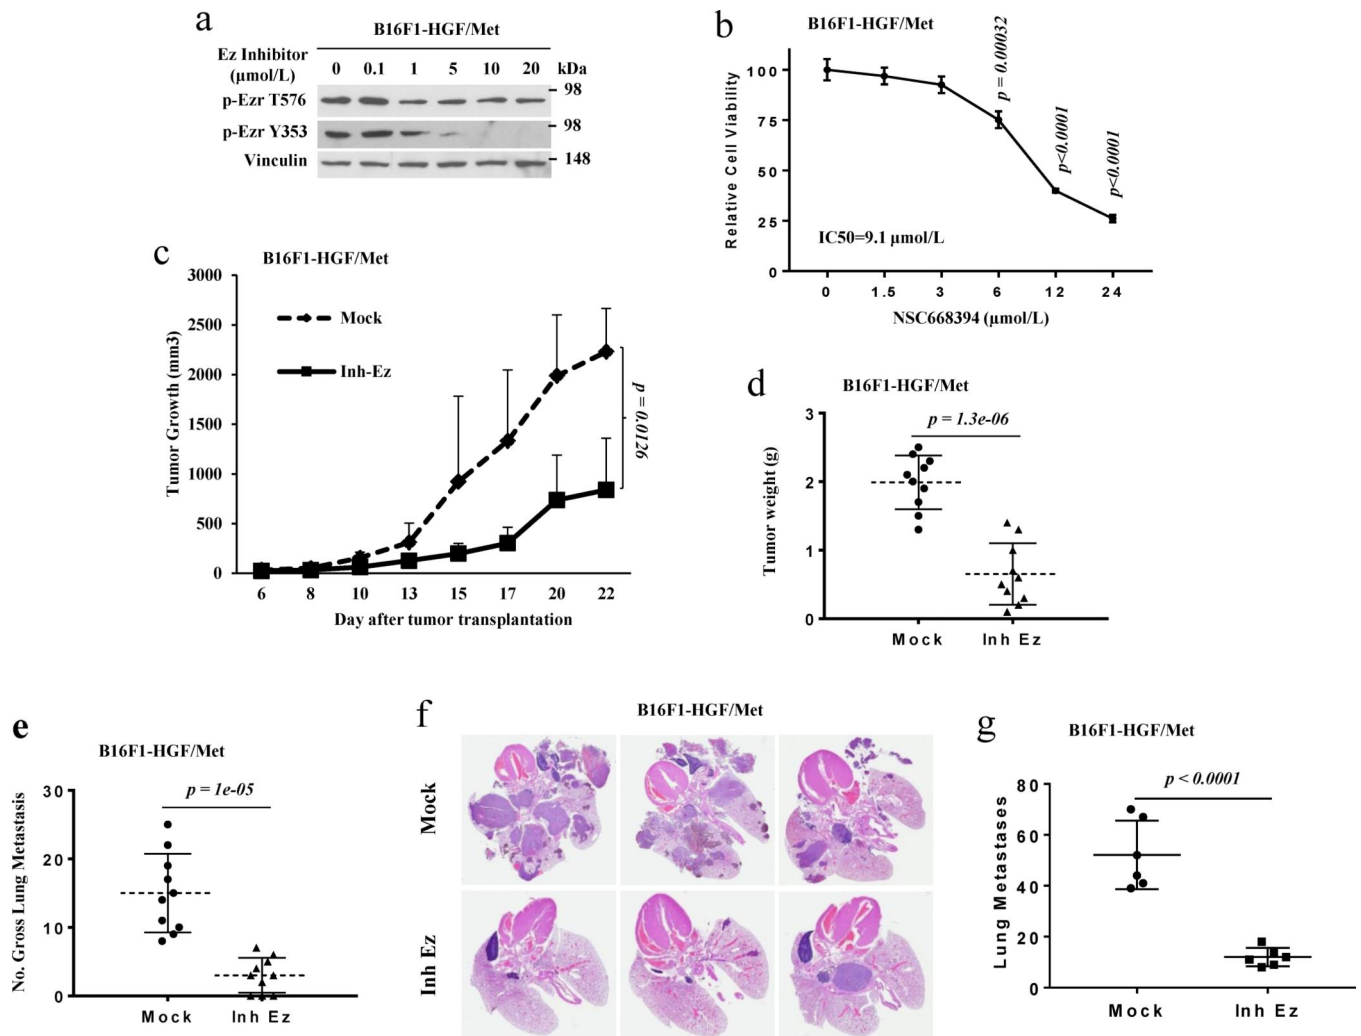 a
B16F1-HGF/Met
Ez Inhibitor
(µmol/L)
0 0.1 1 5 10 20 kDa
p-Ezr T576
98
p-Ezr Y353
98
Vinculin
148
b
B16F1-HGF/Met
Relative Cell Viability
100
75
50
25
0
p = 0.00032
p<0.0001
p<0.0001
IC50=9.1 µmol/L
0 1.5 3 6 12 24
NSC668394 (µmol/L)
c
B16F1-HGF/Met
Tumor Growth (mm3)
3000
2500
2000
1500
1000
500
0
Mock
Inh-Ez
p = 0.0126
6 8 10 13 15 17 20 22
Day after tumor transplantation
d
B16F1-HGF/Met
p = 1.3e-06
Tumor weight (g)
3
2
1
0
Mock Inh Ez
e
B16F1-HGF/Met
p = 1e-05
No. Gross Lung Metastasis
30
20
10
0
Mock Inh Ez
f
B16F1-HGF/Met
Mock
Inh Ez
g
B16F1-HGF/Met
p < 0.0001
Lung Metastases
80
60
40
20
0
Mock Inh Ez